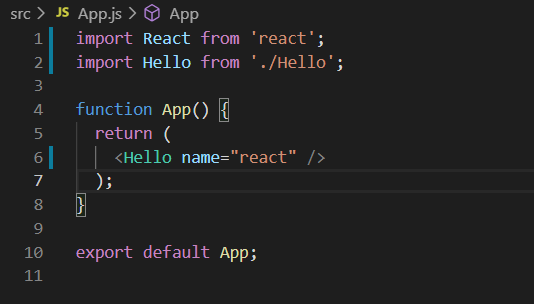 src > JS App.js > App
1 import React from 'react';
2 import Hello from './Hello';
3
4 function App() {
5   return (
6     <Hello name="react" />
7   );
8 }
9
10 export default App;
11